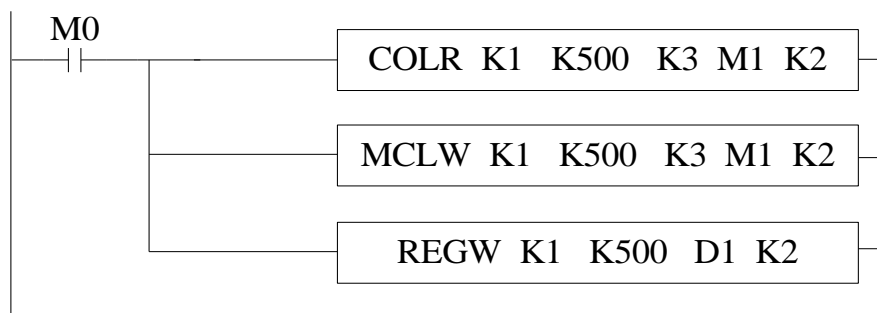 M0
COLR K1 K500 K3 M1 K2
MCLW K1 K500 K3 M1 K2
REGW K1 K500 D1 K2